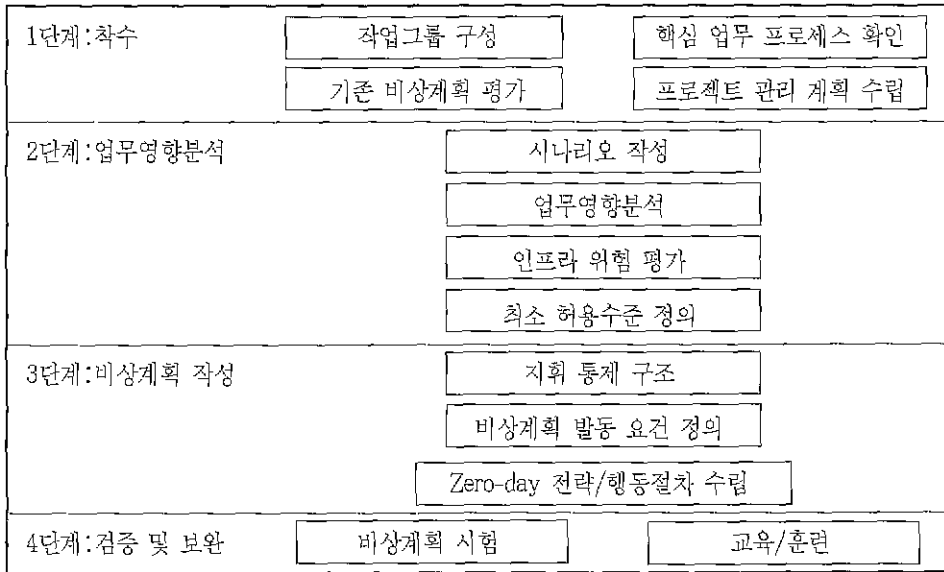 1단계:착수 작업그룹 구성 핵심 업무 프로세스 확인
기존 비상계획 평가 프로젝트 관리 계획 수립
2단계:업무영향분석 시나리오 작성
업무영향분석
인프라 위험 평가
최소 허용수준 정의
3단계:비상계획 작성 지휘 통제 구조
비상계획 발동 요건 정의
Zero-day 전략/행동절차 수립
4단계:검증 및 보완 비상계획 시험 교육/훈련